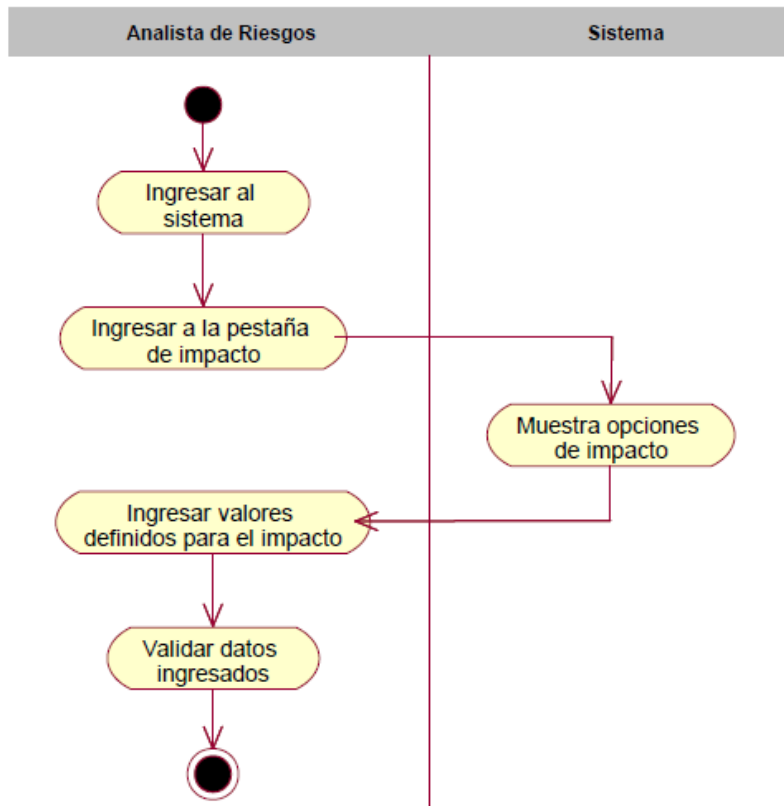 Analista de Riesgos
Sistema
Ingresar al
sistema
Ingresar a la pestaña
de impacto
Muestra opciones
de impacto
Ingresar valores
definidos para el impacto
Validar datos
ingresados